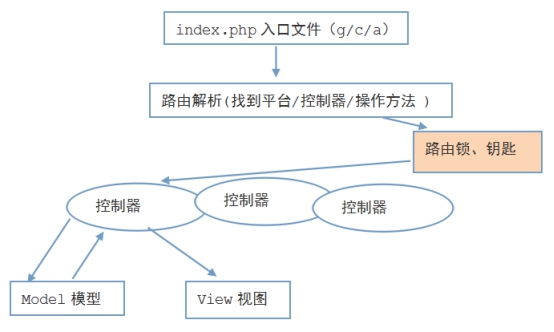 index.php 入口文件（g/c/a）
路由解析(找到平台/控制器/操作方法 )
路由锁、钥匙
控制器
控制器
控制器
Model 模型
View 视图